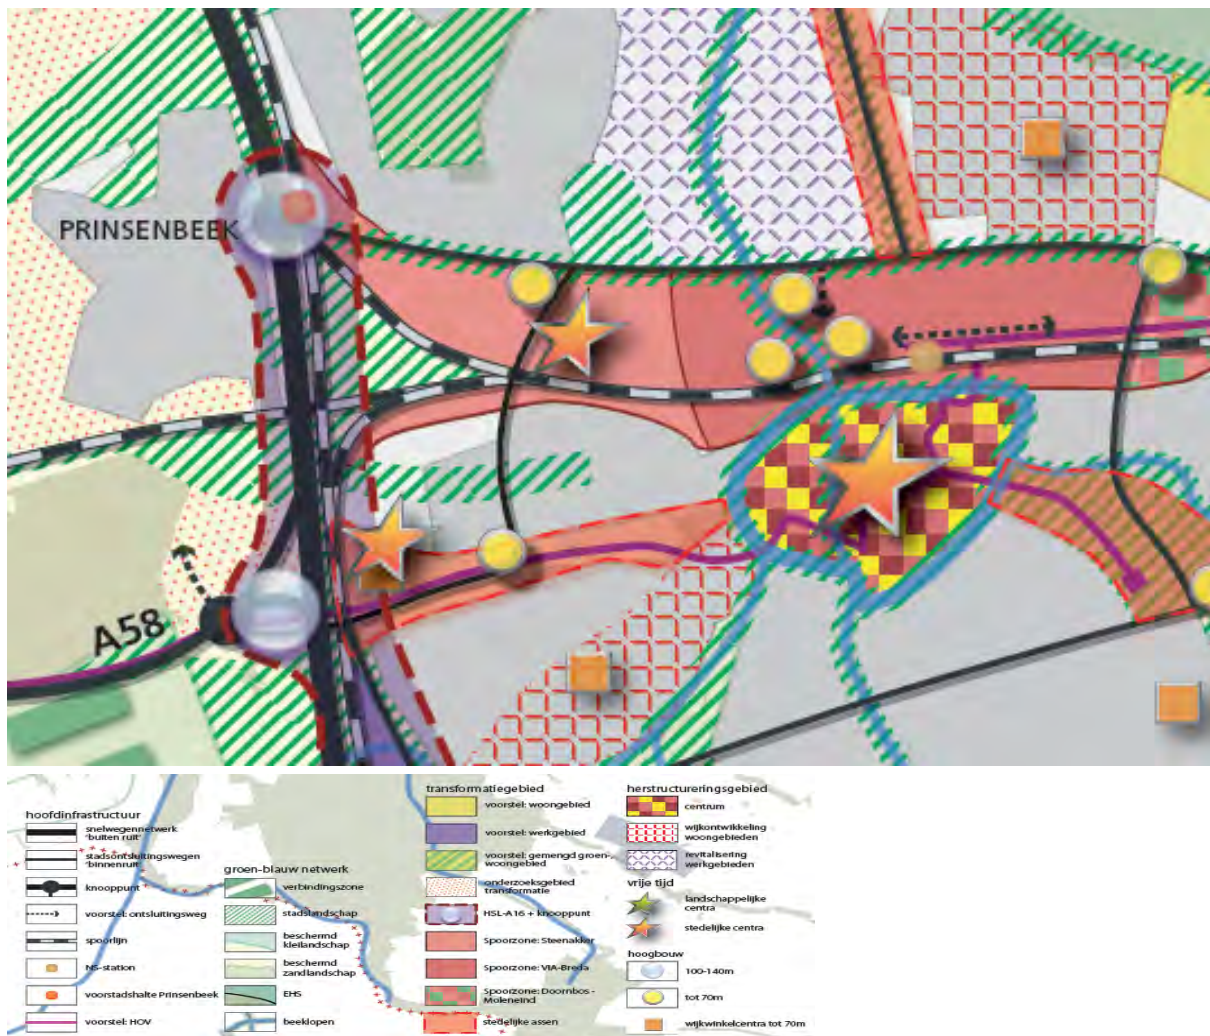 PRINSENBEEK
A58
hoofdinfrastructuur
snelwegennetwerk
'buiten ruit'
stadsontsluitingswegen
'binnenruit'
knooppunt
voorstel: ontsluitingsweg
spoorlijn
NS-station
voorstadshalte Prinsenbeek
voorstel: HOV
groen-blauw netwerk
verbindingszone
stadslandschap
beschermd
kleilandschap
beschermd
zandlandschap
EHS
beeklopen
transformatiegebied
voorstel: woongebied
voorstel: werkgebied
voorstel: gemengd groen-
woongebied
onderzoeksgebied
transformatie
HSL-A16 + knooppunt
Spoorzone: Steenakker
Spoorzone: VIA-Breda
Spoorzone: Doornbos -
Moleneind
stedelijke assen
herstructureringsgebied
centrum
wijkontwikkeling
woongebieden
revitalisering
werkgebieden
vrije tijd
landschappelijke
centra
stedelijke centra
hoogbouw
100-140m
tot 70m
wijkwinkelcentra tot 70m